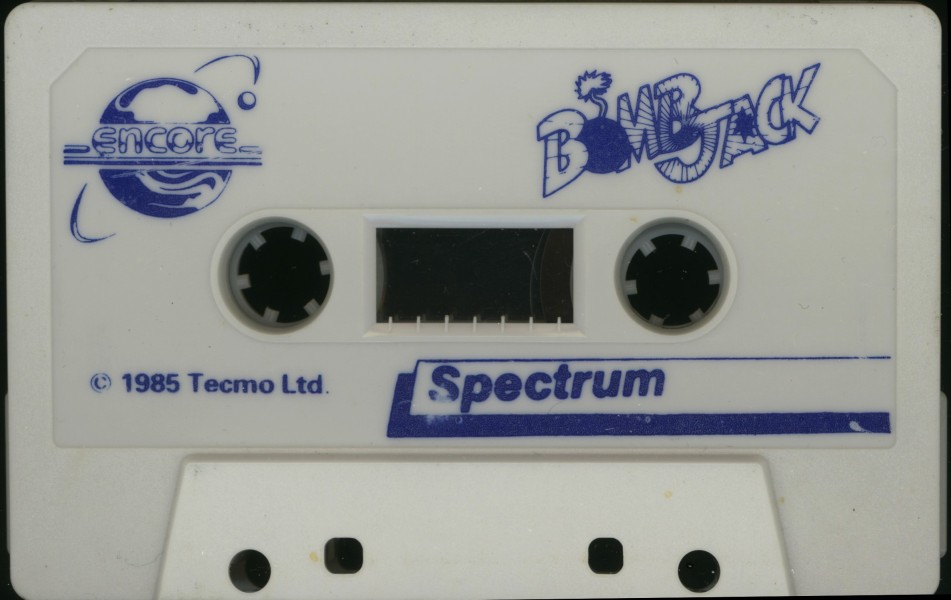 ENCORE
BOMBJACK
© 1985 Tecmo Ltd.
Spectrum